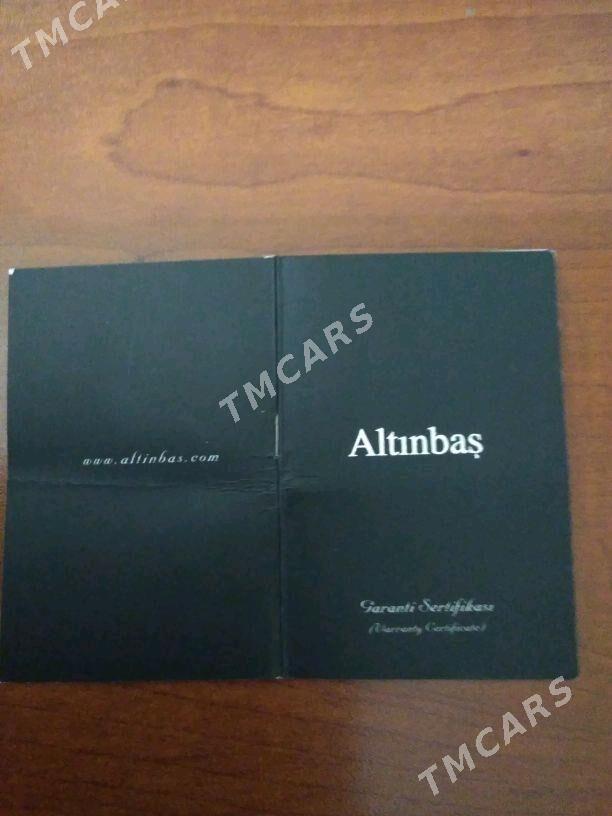 TMCARS
TMCARS
www.altinbas.com
Altınbaş
Garanti Sertifikası
(Warranty Certificate)
TMCARS